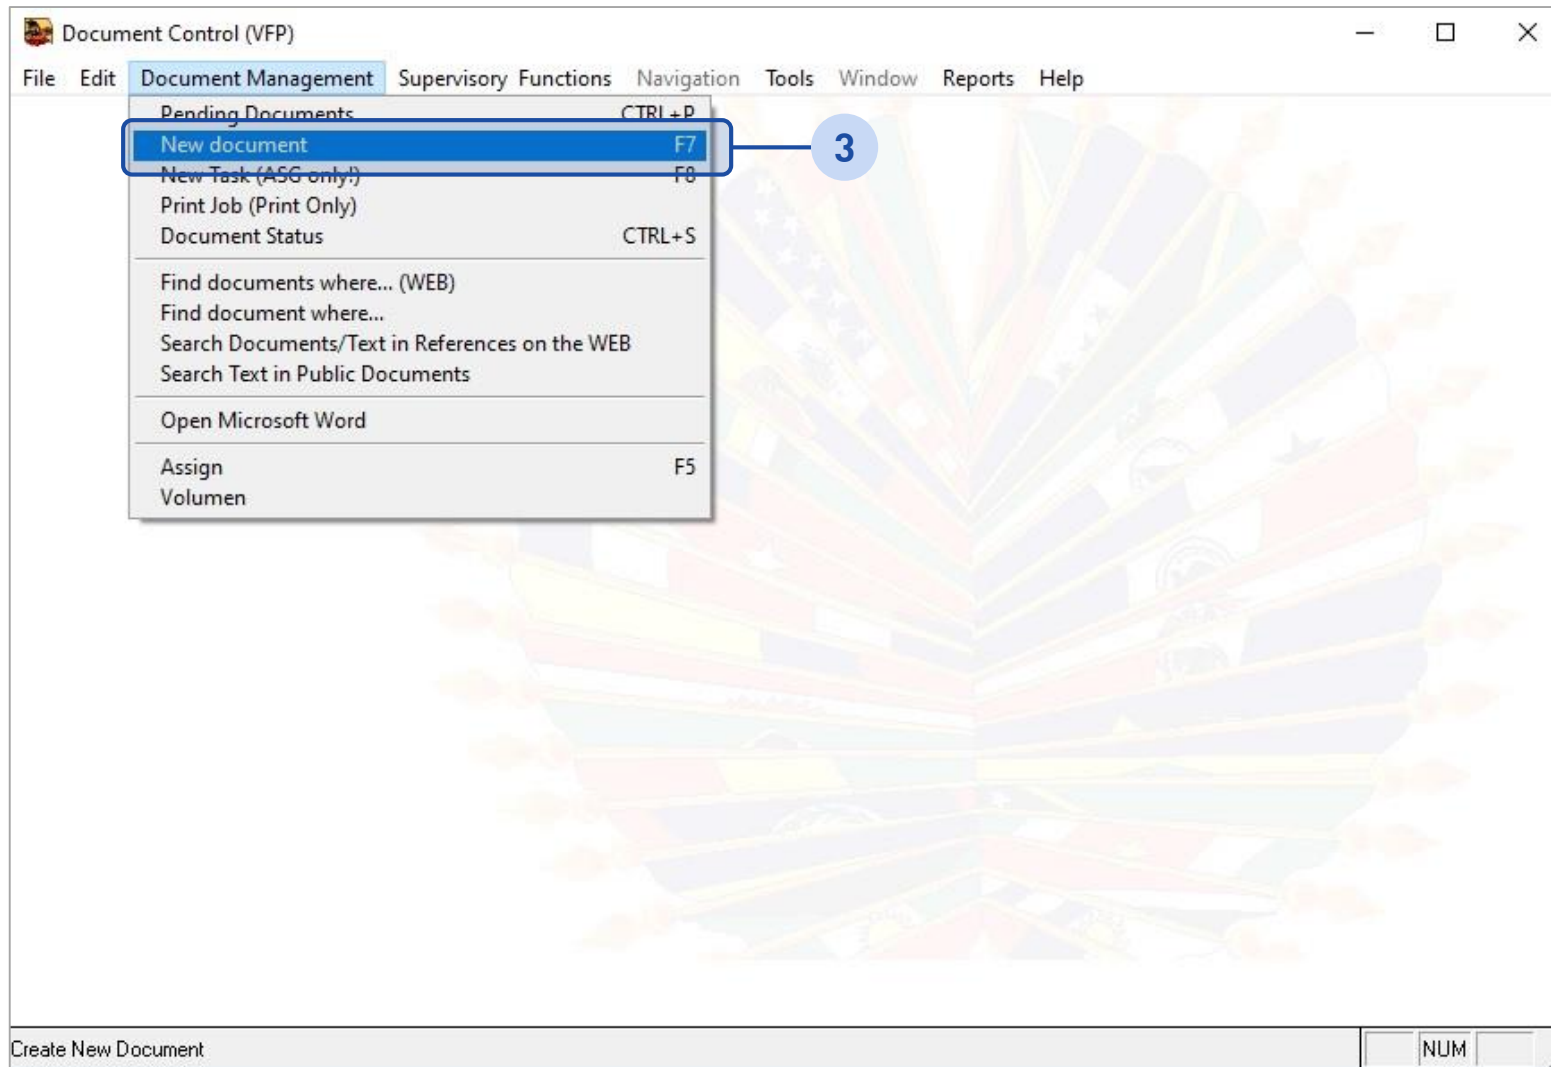 Document Control (VFP)
File Edit Document Management Supervisory Functions Navigation Tools Window Reports Help
Pending Documents CTRL+P
New document F7
3
New Task (ASG only!) F8
Print Job (Print Only)
Document Status CTRL+S
Find documents where... (WEB)
Find document where...
Search Documents/Text in References on the WEB
Search Text in Public Documents
Open Microsoft Word
Assign F5
Volumen
Create New Document NUM